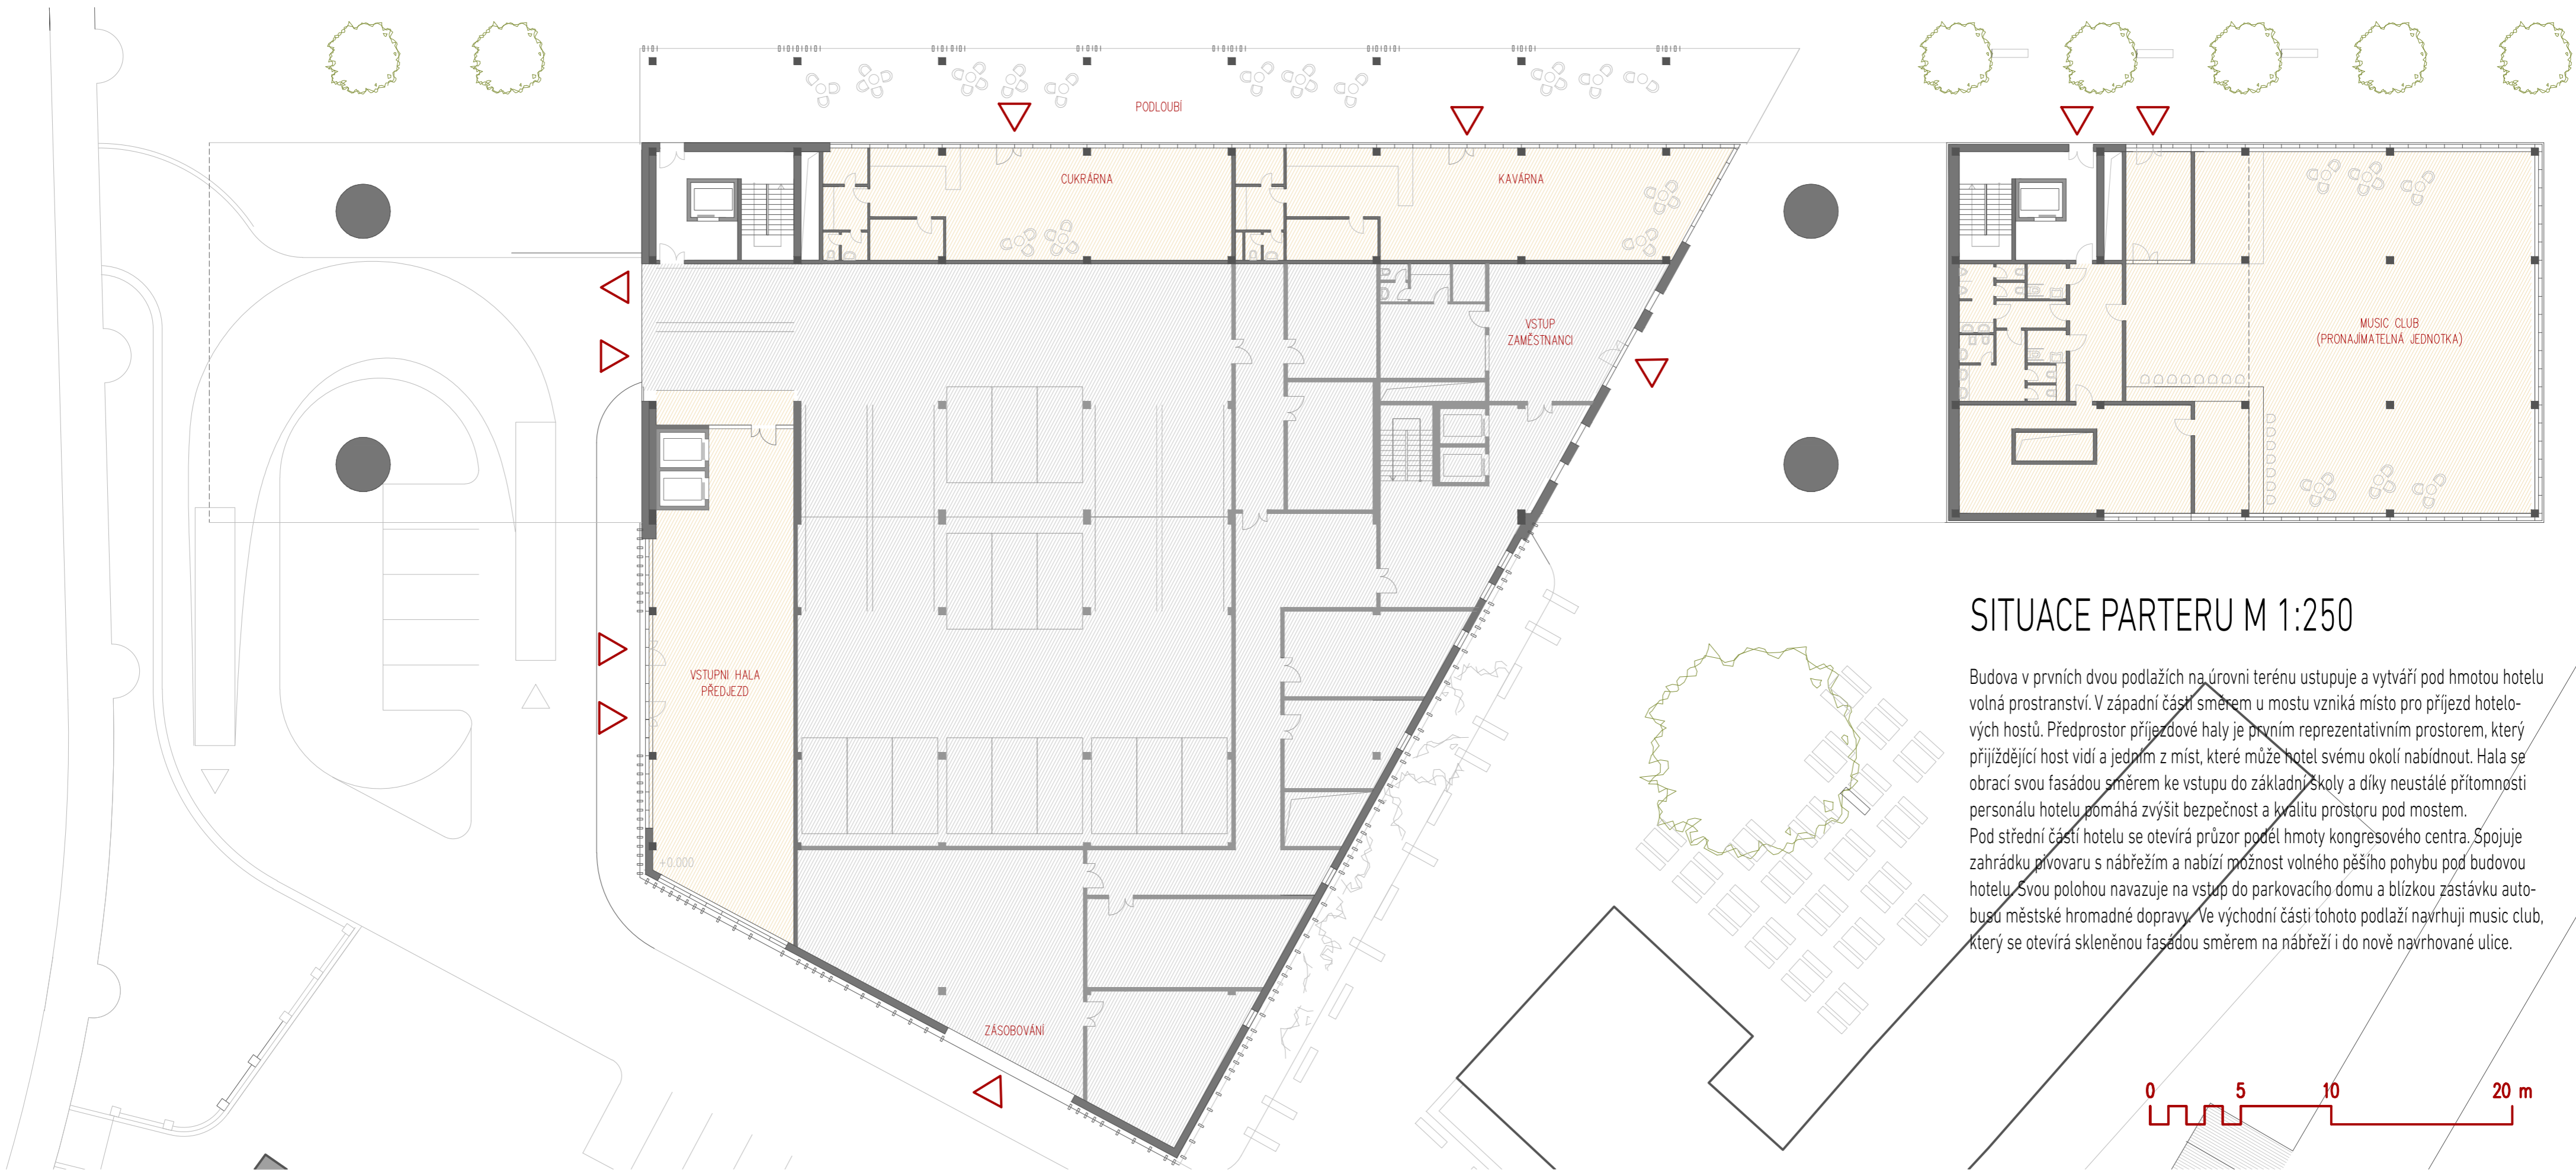 PODLOUBÍ
CUKRÁRNA
KAVÁRNA
VSTUP
ZAMĚSTNANCI
MUSIC CLUB
(PRONAJÍMATELNÁ JEDNOTKA)
VSTUPNI HALA
PŘEDJEZD
+0.000
ZÁSOBOVÁNÍ
SITUACE PARTERU M 1:250
Budova v prvních dvou podlažích na úrovni terénu ustupuje a vytváří pod hmotou hotelu
volná prostranství. V západní části směrem u mostu vzniká místo pro příjezd hotelo-
vých hostů. Předprostor příjezdové haly je prvním reprezentativním prostorem, který
přijíždějící host vidí a jedním z míst, které může hotel svému okolí nabídnout. Hala se
obrací svou fasádou směrem ke vstupu do základní školy a díky neustálé přítomnosti
personálu hotelu pomáhá zvýšit bezpečnost a kvalitu prostoru pod mostem.
Pod střední částí hotelu se otevírá průzor podél hmoty kongresového centra. Spojuje
zahrádku pivovaru s nábřežím a nabízí možnost volného pěšího pohybu pod budovou
hotelu. Svou polohou navazuje na vstup do parkovacího domu a blízkou zastávku auto-
busů městské hromadné dopravy. Ve východní části tohoto podlaží navrhuji music club,
který se otevírá skleněnou fasádou směrem na nábřeží i do nově navrhované ulice.
0 5 10 20 m